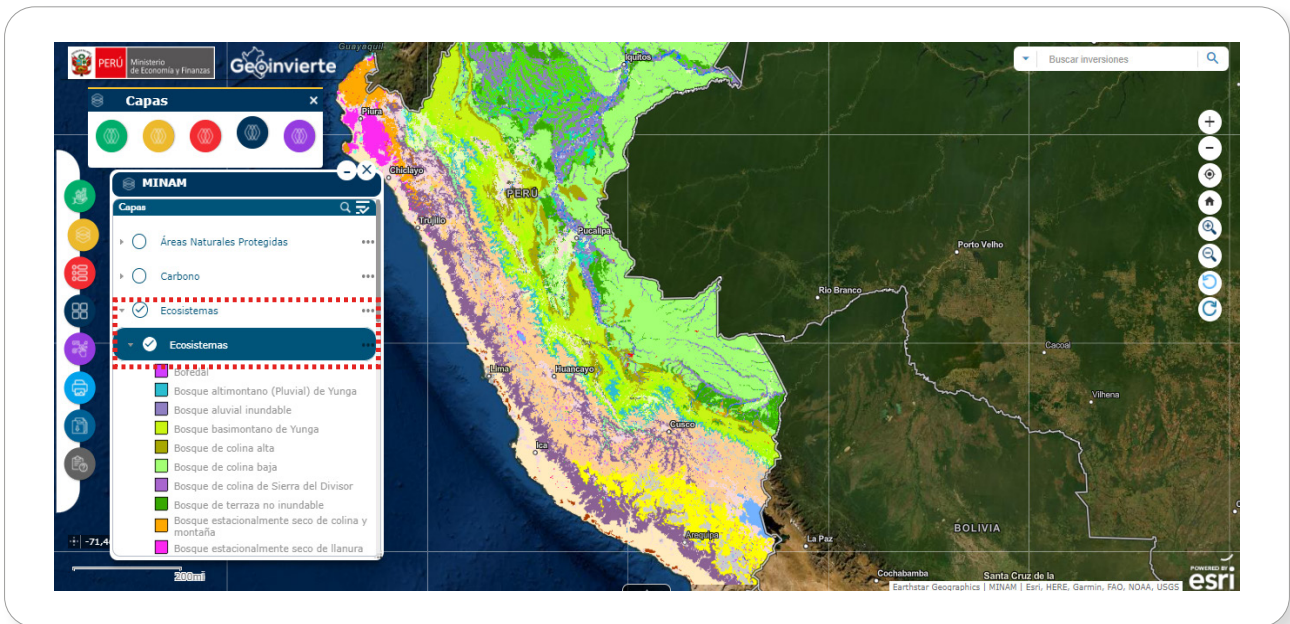 PERÚ
Ministerio
de Economía y Finanzas
Geoinvierte
Capas
MINAM
Capas
Áreas Naturales Protegidas
Carbono
Ecosistemas
Ecosistemas
Bofedal
Bosque altimontano (Pluvial) de Yunga
Bosque aluvial inundable
Bosque basimontano de Yunga
Bosque de colina alta
Bosque de colina baja
Bosque de colina de Sierra del Divisor
Bosque de terraza no inundable
Bosque estacionalmente seco de colina y
montaña
Bosque estacionalmente seco de llanura
-71,4
200mi
Buscar inversiones
Guayaquil
Iquitos
Piura
Chiclayo
PERÚ
Trujillo
Pucallpa
Porto Velho
Rio Branco
Cacoal
Lima
Huancayo
Vilhena
Cusco
Ica
Arequipa
La Paz
BOLIVIA
Cochabamba
Santa Cruz de la
Earthstar Geographics | MINAM | Esri, HERE, Garmin, FAO, NOAA, USGS
POWERED BY
esri